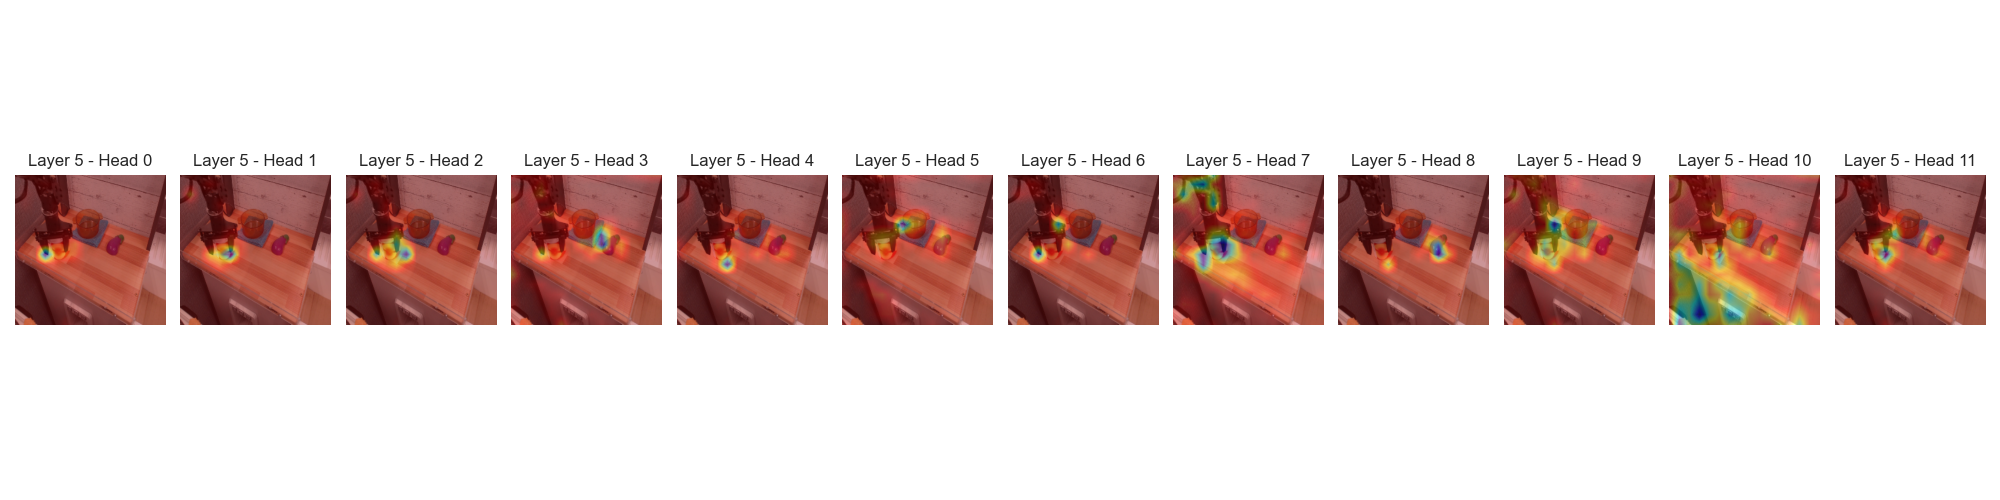 Layer 5 - Head 0
Layer 5 - Head 1
Layer 5 - Head 2
Layer 5 - Head 3
Layer 5 - Head 4
Layer 5 - Head 5
Layer 5 - Head 6
Layer 5 - Head 7
Layer 5 - Head 8
Layer 5 - Head 9
Layer 5 - Head 10
Layer 5 - Head 11